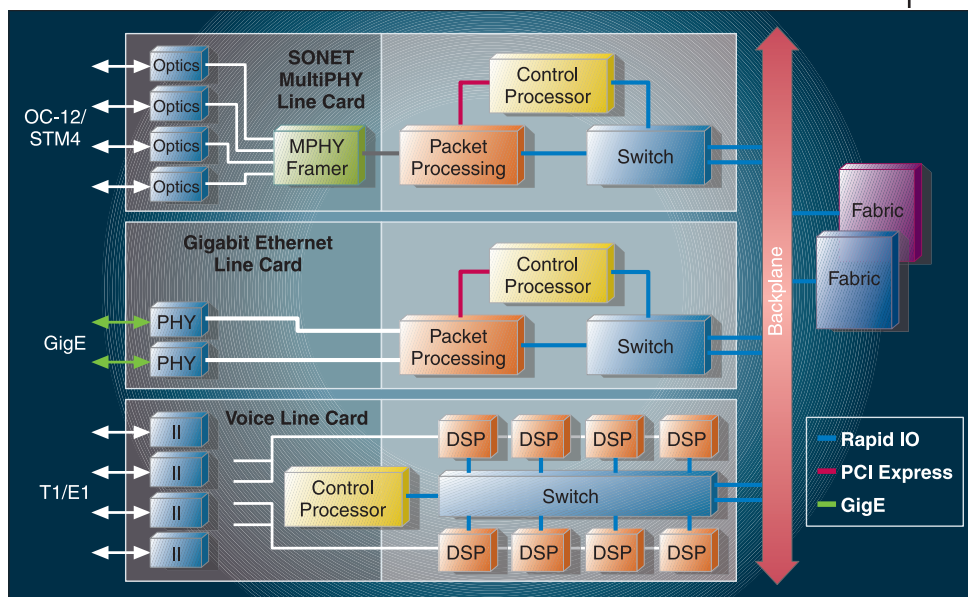 SONET
MultiPHY
Line Card
OC-12/
STM4
Optics
Optics
Optics
Optics
MPHY
Framer
Packet
Processing
Control
Processor
Switch
Gigabit Ethernet
Line Card
GigE
PHY
PHY
Packet
Processing
Control
Processor
Switch
Voice Line Card
T1/E1
II
II
II
II
Control
Processor
DSP
DSP
DSP
DSP
Switch
DSP
DSP
DSP
DSP
Backplane
Fabric
Fabric
Rapid IO
PCI Express
GigE